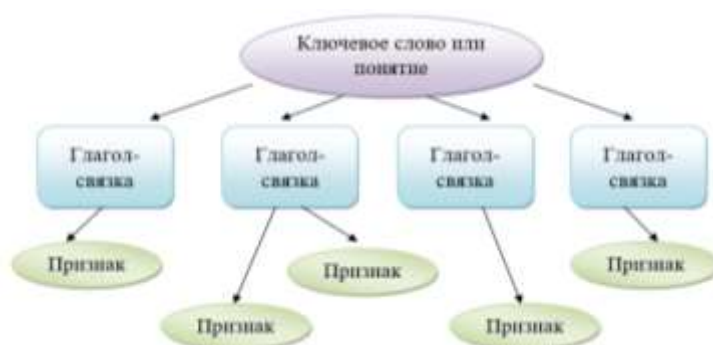 Ключевое слово или
понятие
Глагол-
связка
Глагол-
связка
Глагол-
связка
Глагол-
связка
Признак
Признак
Признак
Признак
Признак